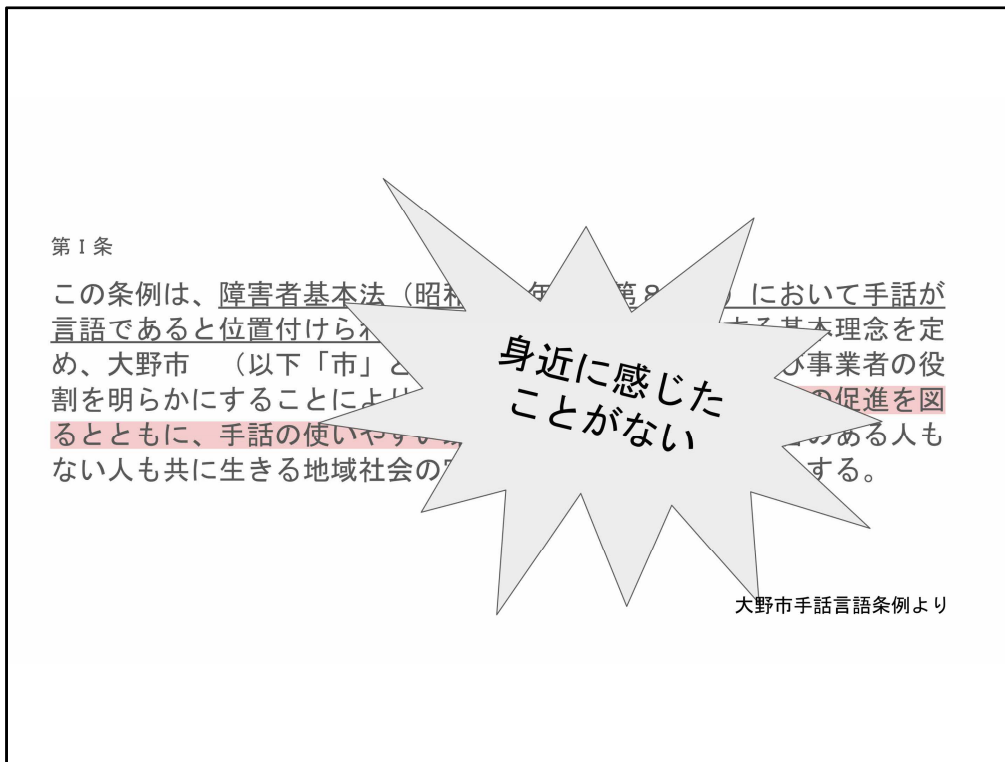 第Ⅰ条
この条例は、障害者基本法（昭和 年 第8 ）において手話が
言語であると位置付けられ する基本理念を定
め、大野市 （以下「市」と び事業者の役
割を明らかにすることにより の促進を図
るとともに、手話の使いやすい のある人も
ない人も共に生きる地域社会の する。
身近に感じた
ことがない
大野市手話言語条例より